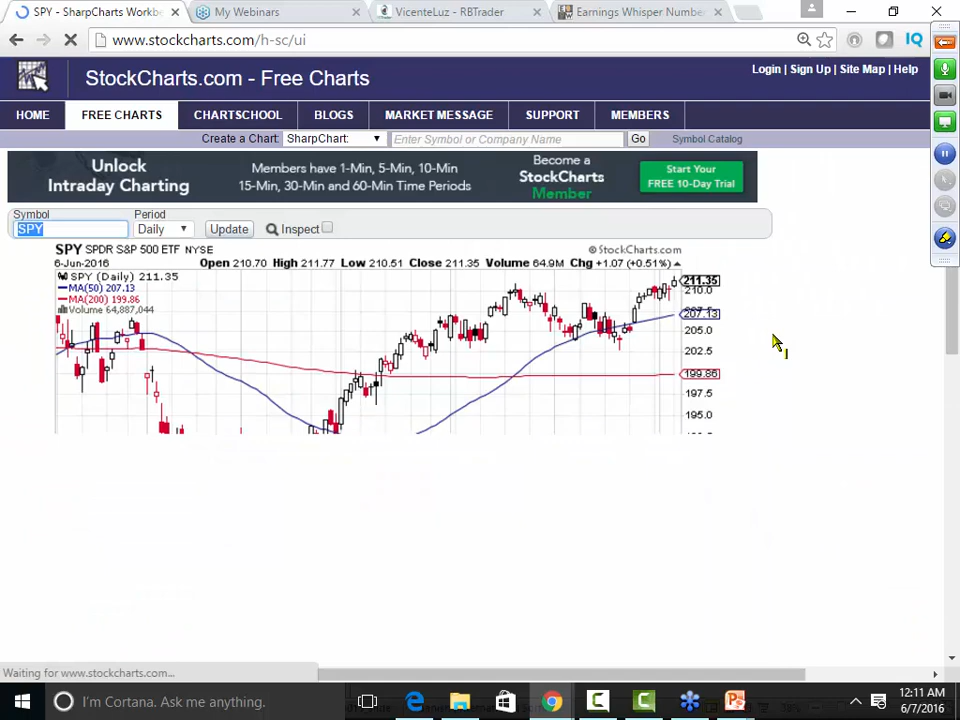 SPY - SharpCharts Workbe
My Webinars
VicenteLuz - RBTrader
Earnings Whisper Number
www.stockcharts.com/h-sc/ui
IQ
StockCharts.com - Free Charts
Login | Sign Up | Site Map | Help
HOME FREE CHARTS CHARTSCHOOL BLOGS MARKET MESSAGE SUPPORT MEMBERS
Create a Chart: SharpChart: Enter Symbol or Company Name Go Symbol Catalog
Unlock
Intraday Charting
Members have 1-Min, 5-Min, 10-Min
15-Min, 30-Min and 60-Min Time Periods
Become a
StockCharts
Member
Start Your
FREE 10-Day Trial
Symbol Period
SPY Daily Update Inspect
SPY SPDR S&P 500 ETF NYSE © StockCharts.com
6-Jun-2016 Open 210.70 High 211.77 Low 210.51 Close 211.35 Volume 64.9M Chg +1.07 (+0.51%)
SPY (Daily) 211.35
MA(50) 207.13
MA(200) 199.86
Volume 64,887,044
211.35
210.0
207.13
205.0
202.5
199.86
197.5
195.0
Waiting for www.stockcharts.com...
I'm Cortana. Ask me anything.
12:11 AM
6/7/2016